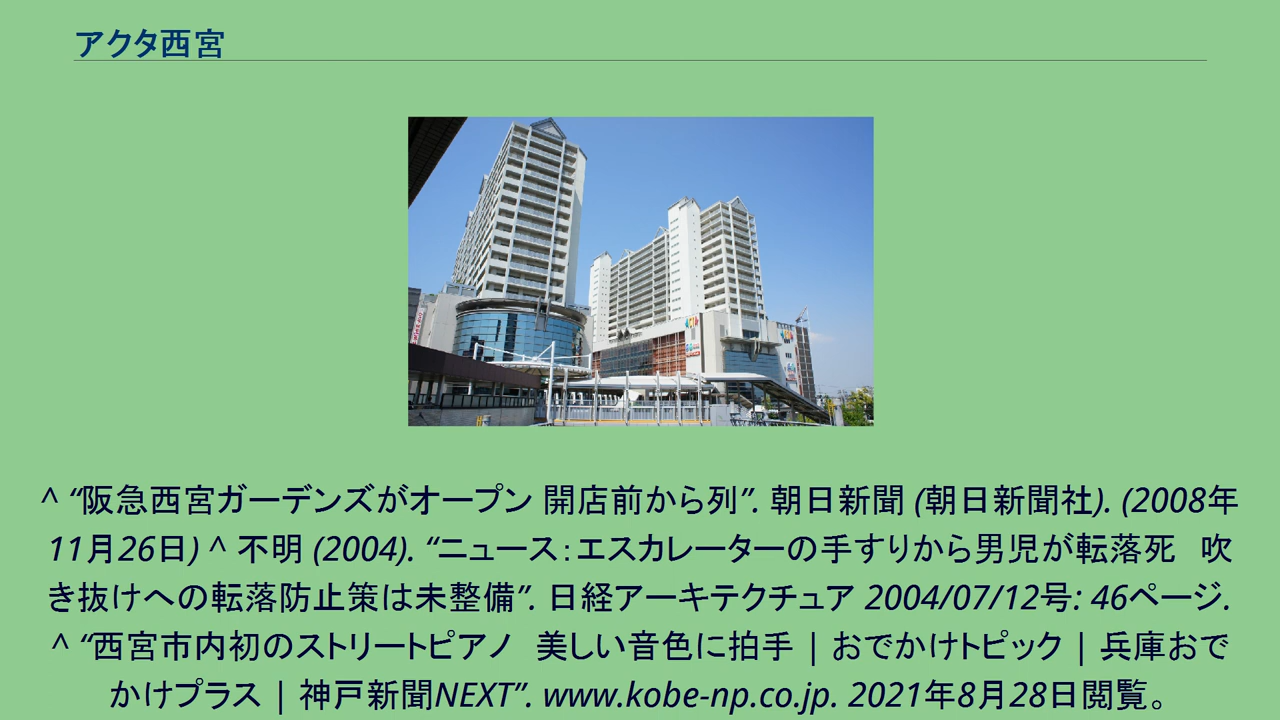 アクタ西宮
^ “阪急西宮ガーデンズがオープン 開店前から列”. 朝日新聞 (朝日新聞社). (2008年
11月26日) ^ 不明 (2004). “ニュース：エスカレーターの手すりから男児が転落死　吹
き抜けへの転落防止策は未整備”. 日経アーキテクチュア 2004/07/12号: 46ページ.
^ “西宮市内初のストリートピアノ　美しい音色に拍手 | おでかけトピック | 兵庫おで
かけプラス | 神戸新聞NEXT”. www.kobe-np.co.jp. 2021年8月28日閲覧。